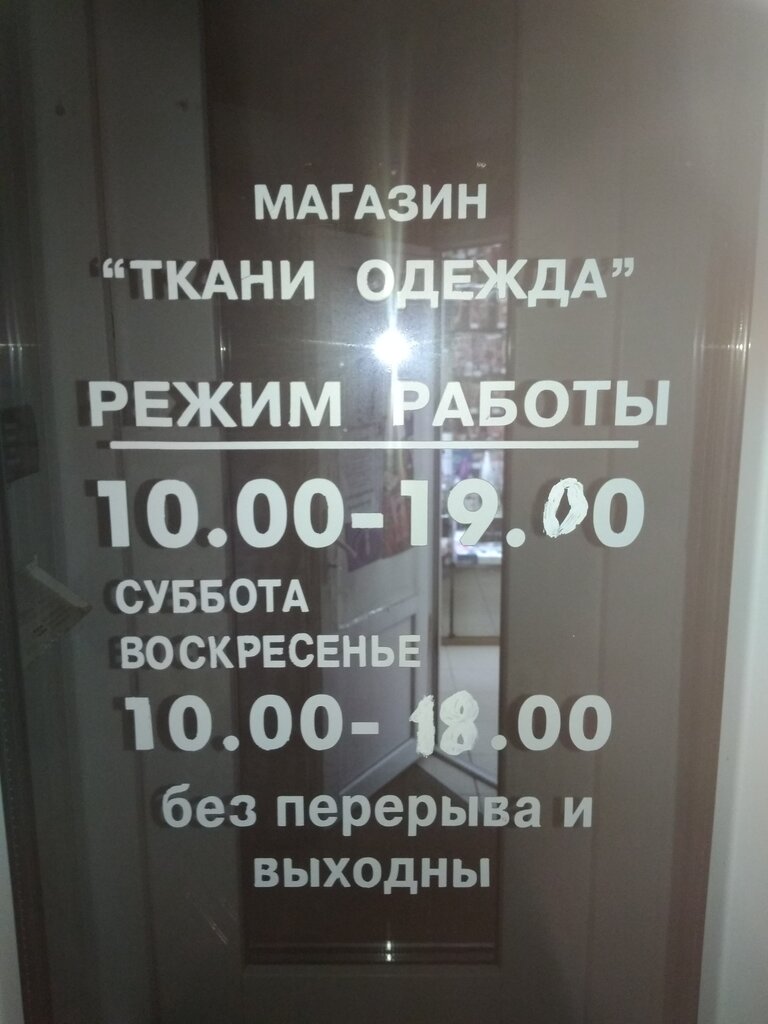 МАГАЗИН
“ТКАНИ ОДЕЖДА”
РЕЖИМ РАБОТЫ
10.00-19.00
СУББОТА
ВОСКРЕСЕНЬЕ
10.00-18.00
без перерыва и
выходны